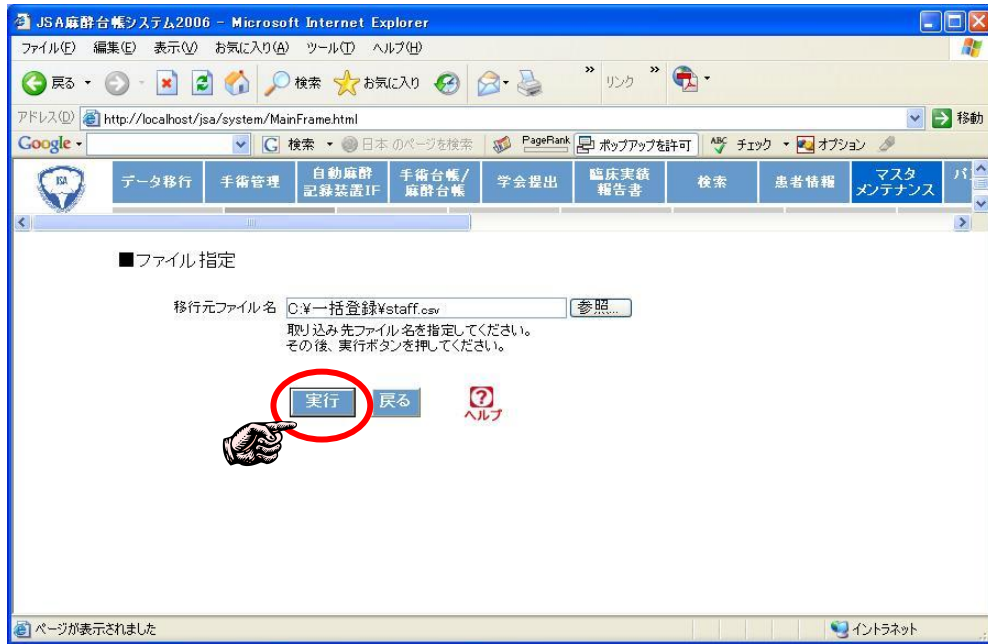 JSA麻酔台帳システム2006 - Microsoft Internet Explorer
ファイル(F) 編集(E) 表示(V) お気に入り(A) ツール(T) ヘルプ(H)
戻る 検索 お気に入り » リンク »
アドレス(D) http://localhost/jsa/system/MainFrame.html 移動
Google 検索 日本のページを検索 PageRank ポップアップを許可 ABC チェック オプション
JSA データ移行 手術管理 自動麻酔 手術台帳/ 学会提出 臨床実績 検索 患者情報 マスタ
記録装置IF 麻酔台帳 報告書 メンテナンス
■ファイル指定
移行元ファイル名 C:¥一括登録¥staff.csv 参照...
取り込み先ファイル名を指定してください。
その後、実行ボタンを押してください。
実行 戻る ?
ヘルプ
ページが表示されました イントラネット